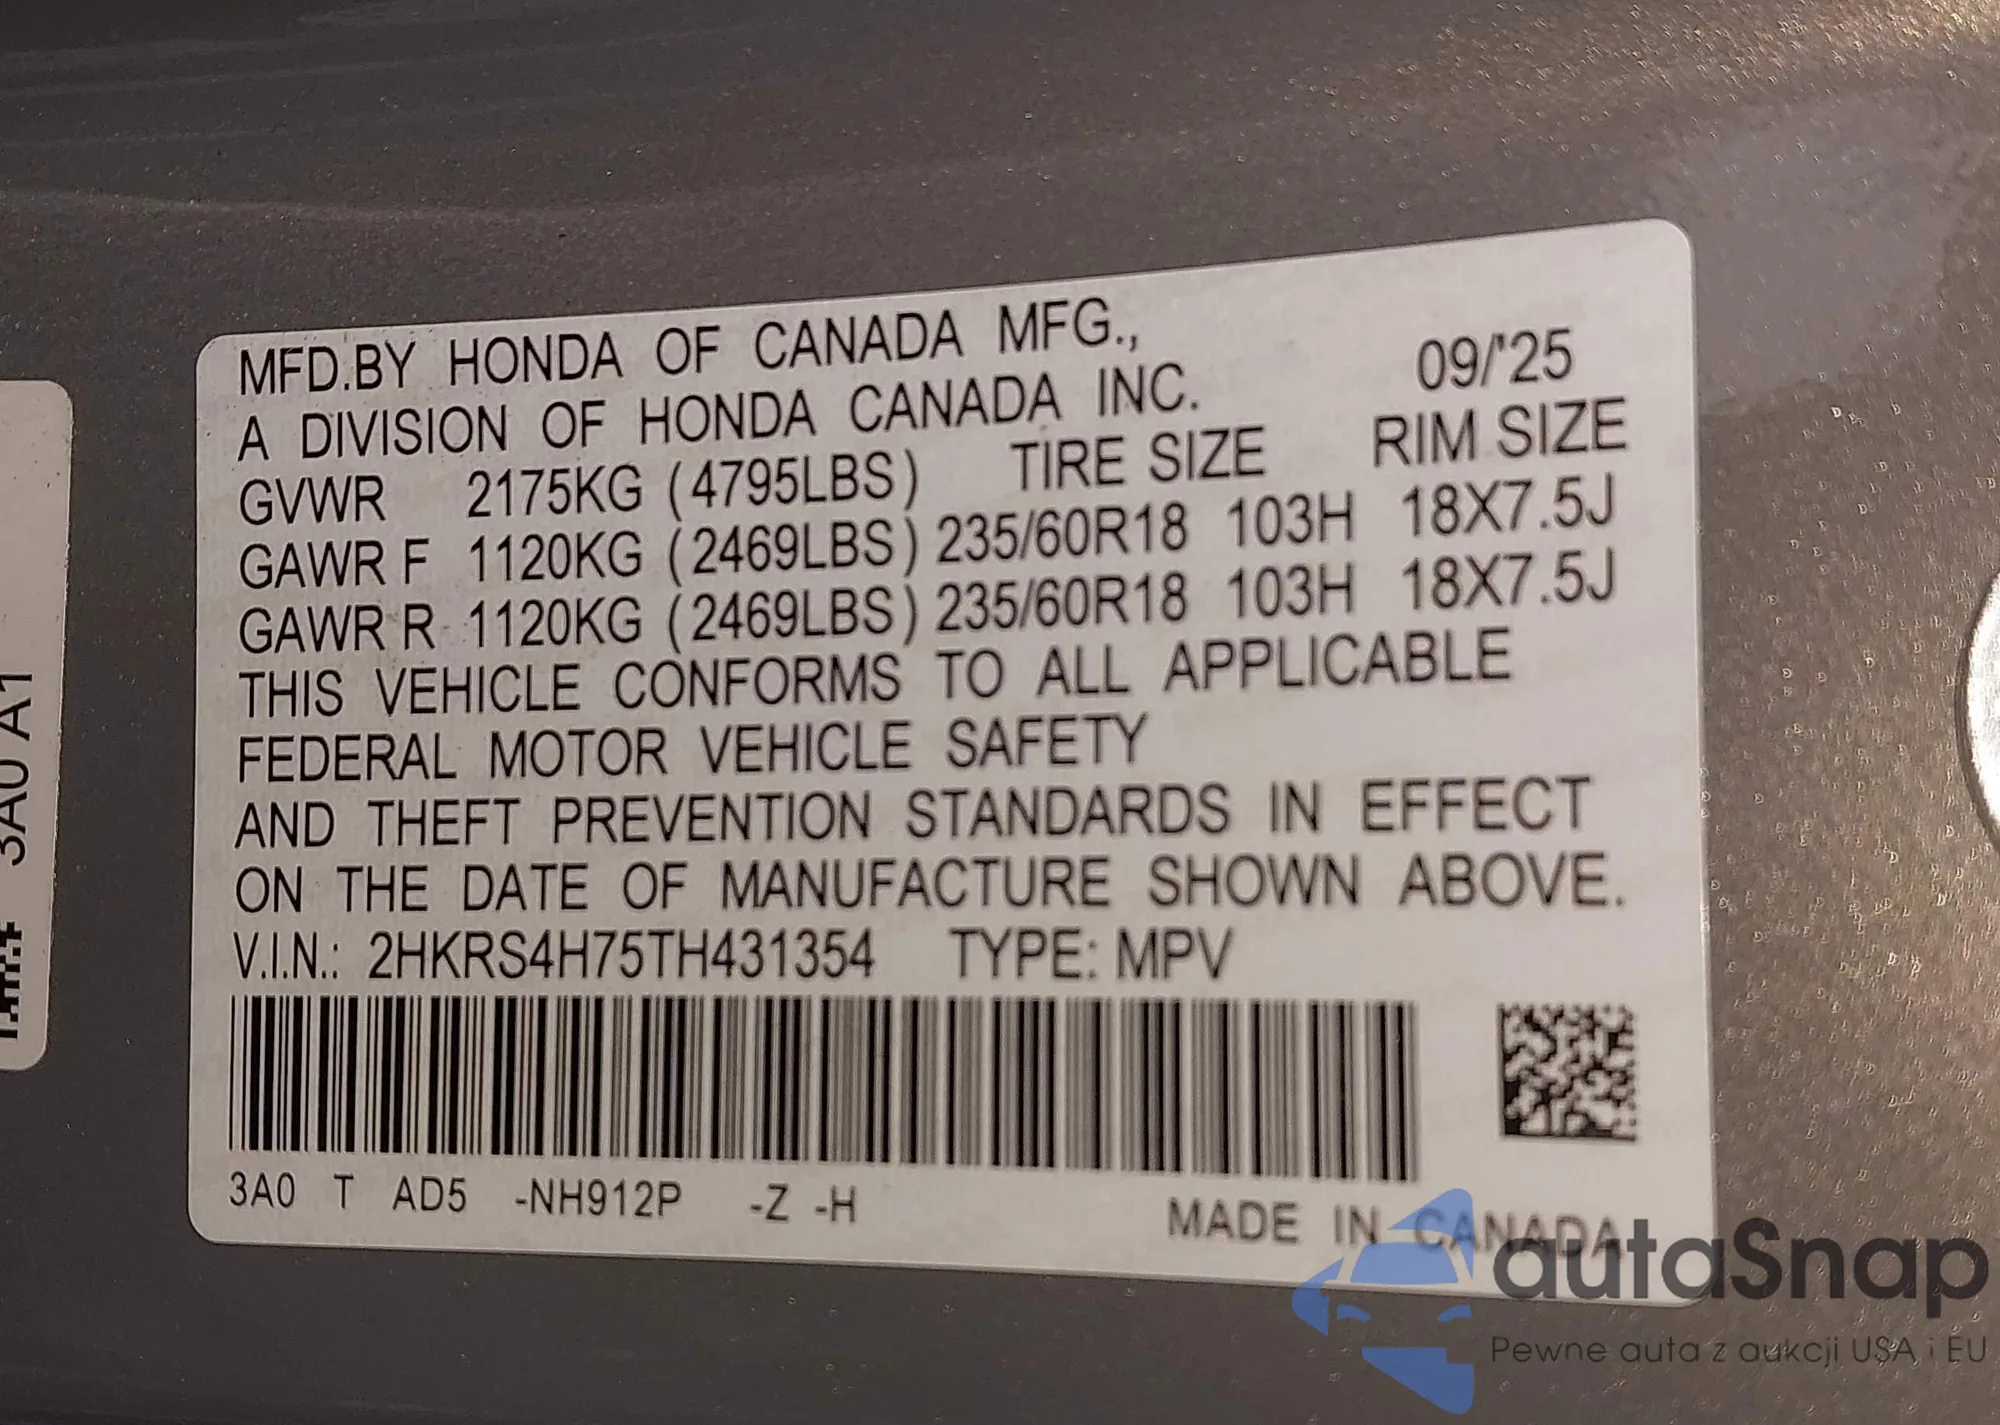 MFD.BY HONDA OF CANADA MFG.,
A DIVISION OF HONDA CANADA INC. 09/'25
GVWR 2175KG (4795LBS) TIRE SIZE RIM SIZE
GAWR F 1120KG (2469LBS) 235/60R18 103H 18X7.5J
GAWR R 1120KG (2469LBS) 235/60R18 103H 18X7.5J
THIS VEHICLE CONFORMS TO ALL APPLICABLE
FEDERAL MOTOR VEHICLE SAFETY
AND THEFT PREVENTION STANDARDS IN EFFECT
ON THE DATE OF MANUFACTURE SHOWN ABOVE.
V.I.N.: 2HKRS4H75TH431354 TYPE: MPV
3A0 T AD5 -NH912P -Z -H
MADE IN CANADA
3A0 A1
autaSnap
Pewne auta z aukcji USA i EU